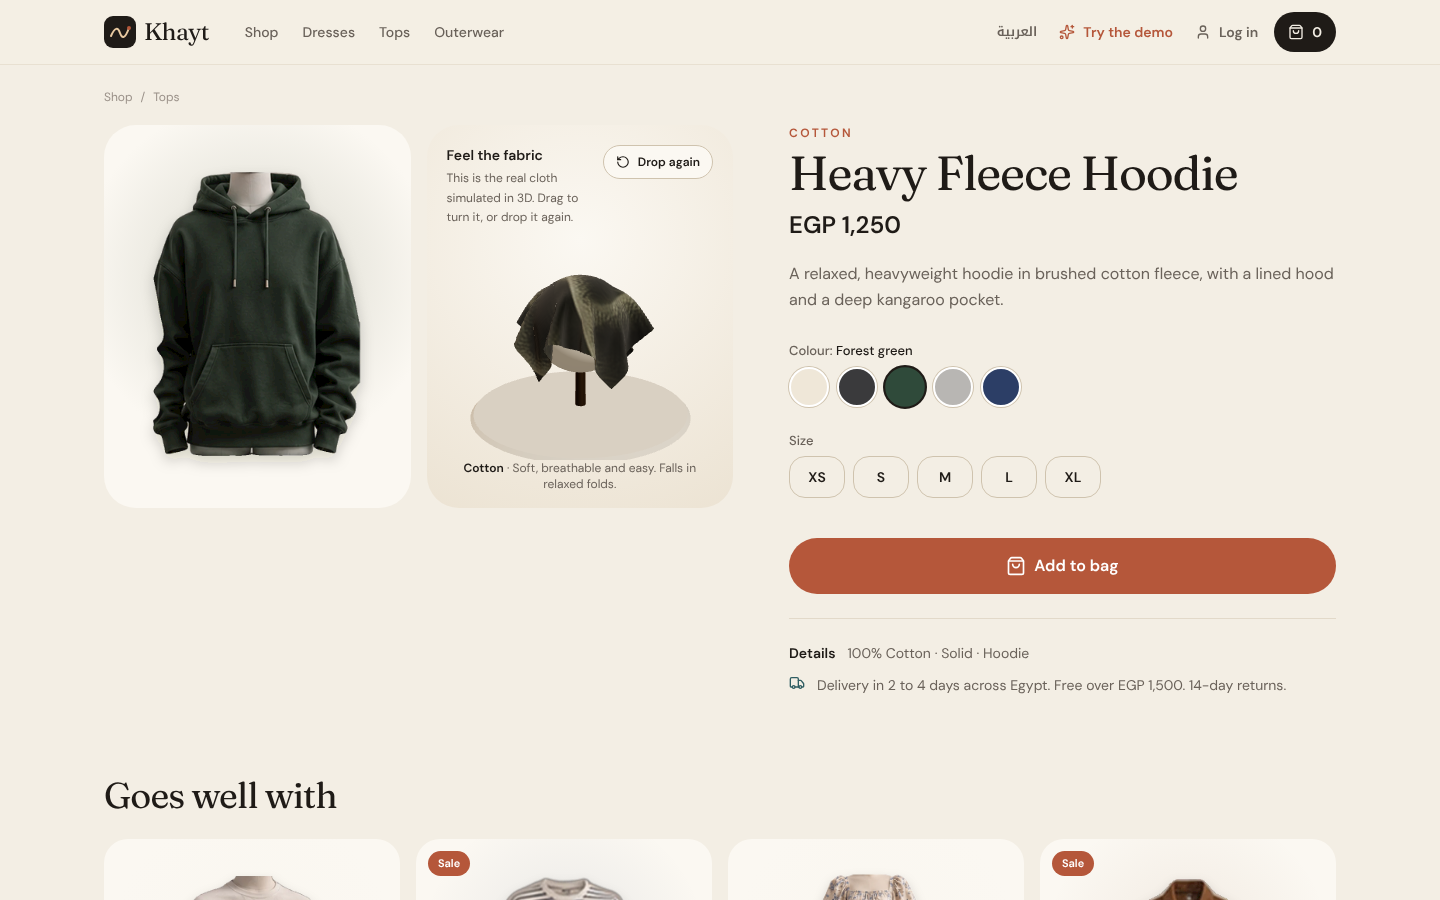 Khayt
Shop
Dresses
Tops
Outerwear
العربية
Try the demo
Log in
0
Shop / Tops
Feel the fabric
This is the real cloth
simulated in 3D. Drag to
turn it, or drop it again.
Drop again
Cotton · Soft, breathable and easy. Falls in
relaxed folds.
COTTON
Heavy Fleece Hoodie
EGP 1,250
A relaxed, heavyweight hoodie in brushed cotton fleece, with a lined hood
and a deep kangaroo pocket.
Colour: Forest green
Size
XS
S
M
L
XL
Add to bag
Details 100% Cotton · Solid · Hoodie
Delivery in 2 to 4 days across Egypt. Free over EGP 1,500. 14-day returns.
Goes well with
Sale
Sale